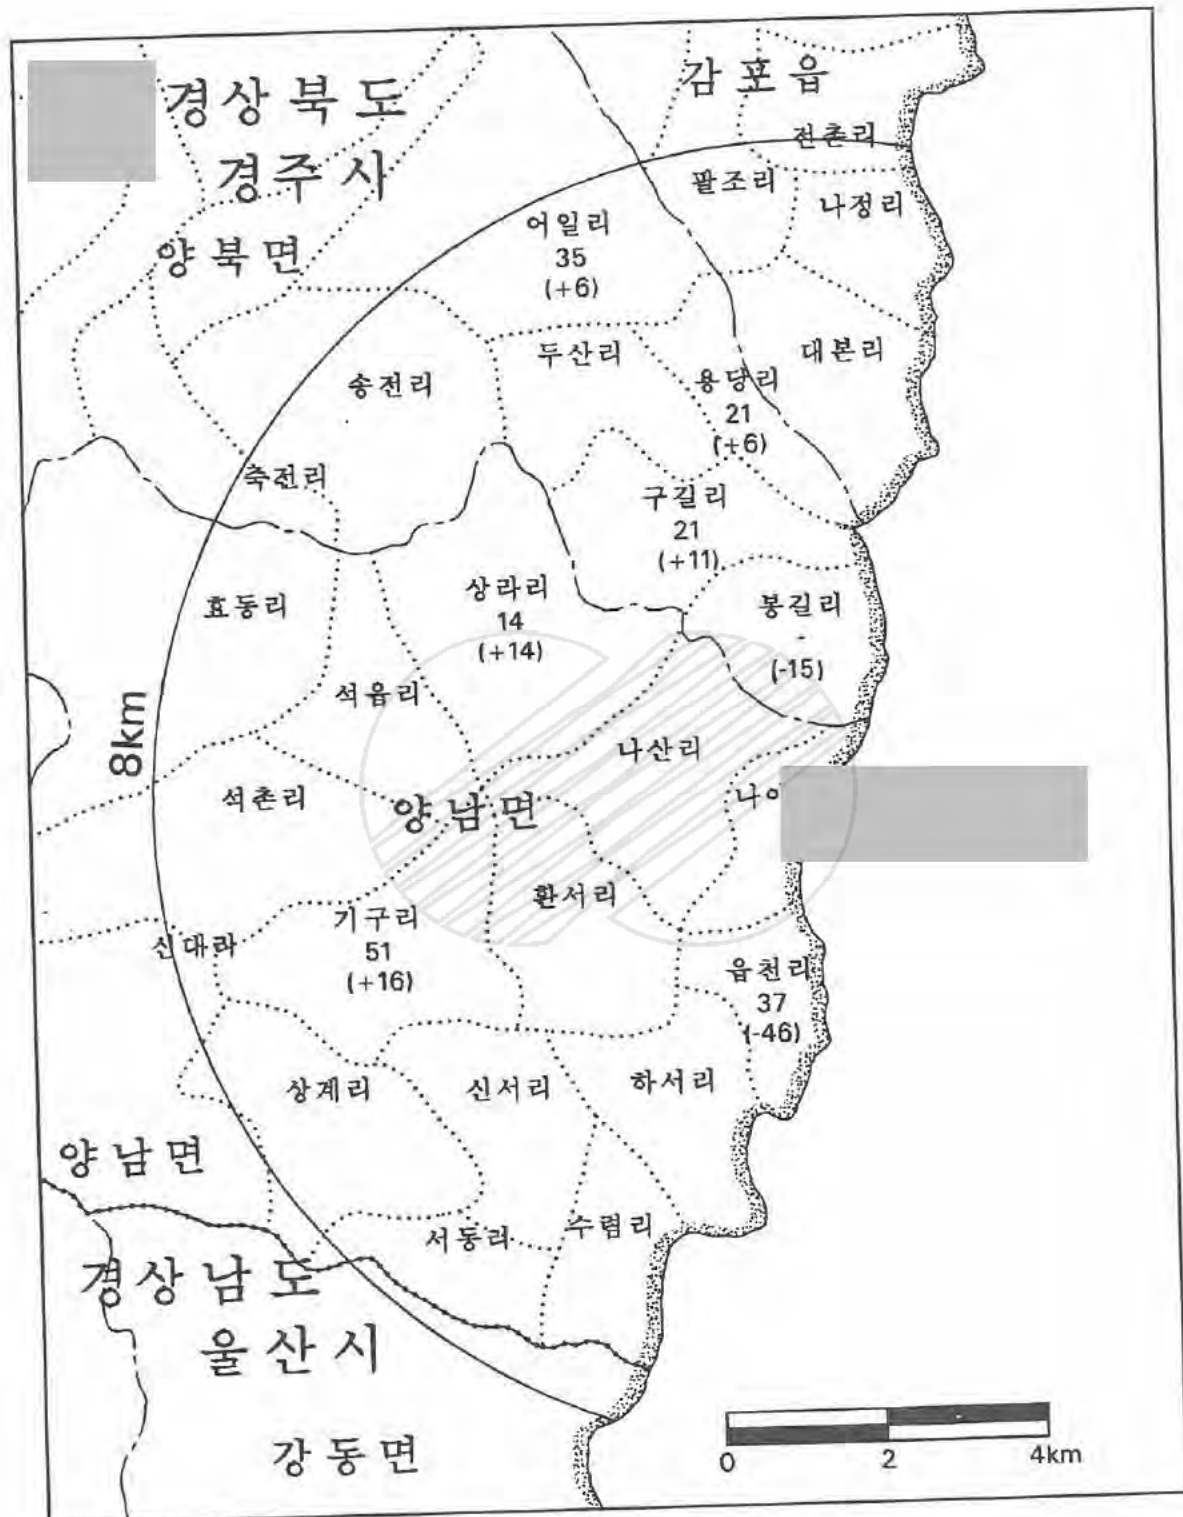 경상북도
경주시
양북면
감포읍
전촌리
팔조리
나정리
어일리
35
(+6)
두산리
대본리
송전리
용당리
21
(+6)
축전리
구길리
21
(+11)
효동리
상라리
14
(+14)
봉길리
-
(-15)
석읍리
나산리
8km
석촌리
양남면
환서리
기구리
51
(+16)
신대라
읍천리
37
(-46)
상계리
신서리
하서리
양남면
서동리
수렴리
경상남도
울산시
강동면
0 2 4km